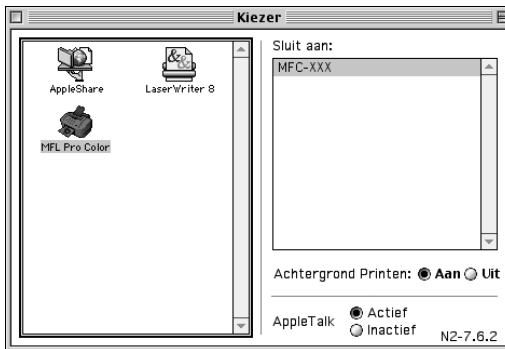 Kiezer
AppleShare
LaserWriter 8
MFL Pro Color
Sluit aan:
MFC-XXX
Achtergrond Printen: Aan Uit
AppleTalk
Actief
Inactief
N2-7.6.2